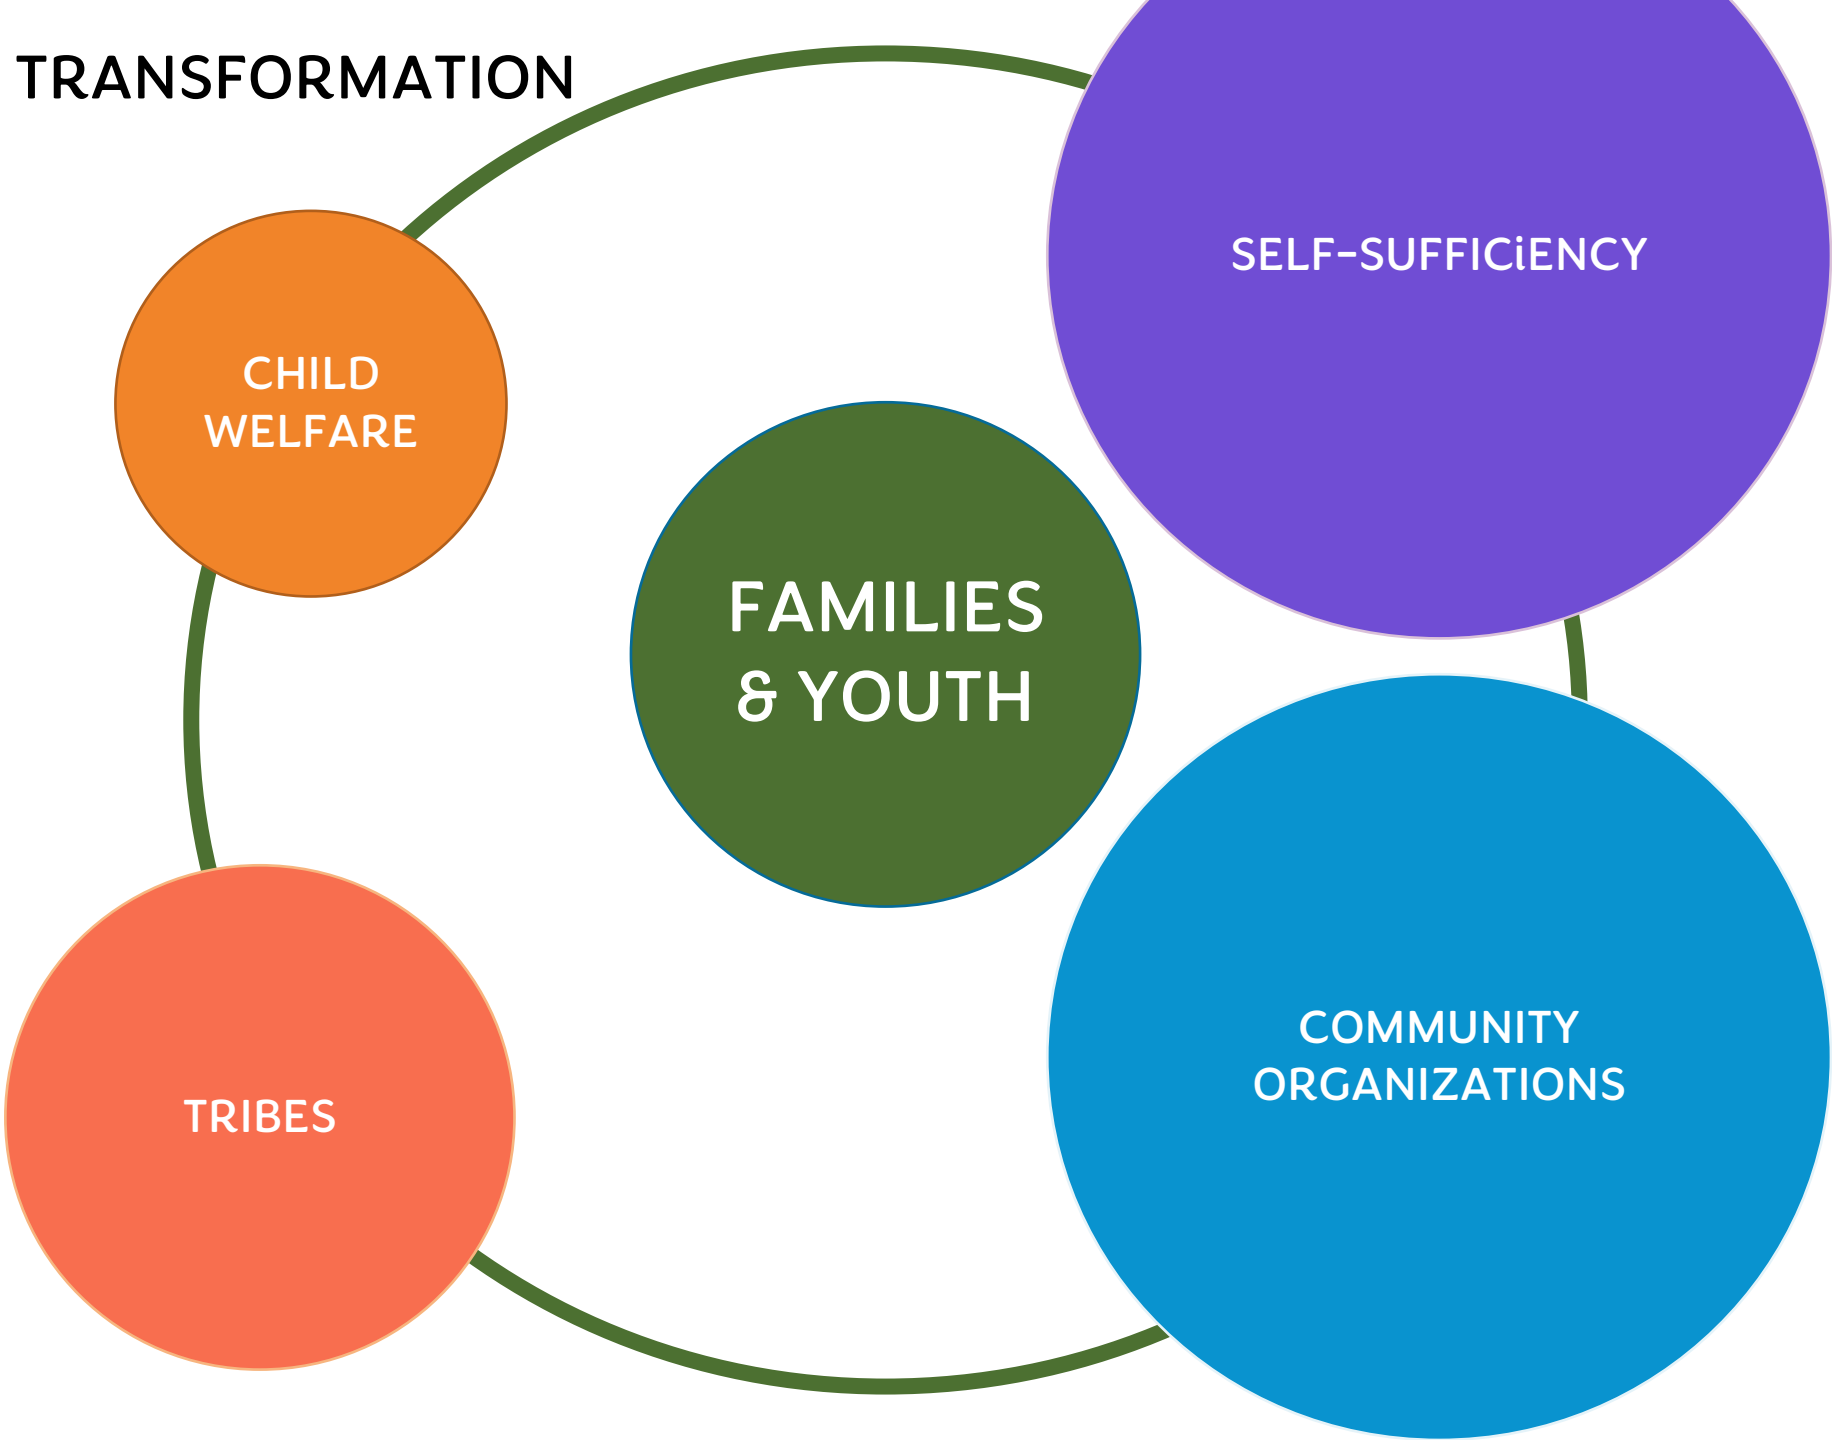 TRANSFORMATION
SELF-SUFFICiENCY
CHILD
WELFARE
FAMILIES
& YOUTH
COMMUNITY
ORGANIZATIONS
TRIBES